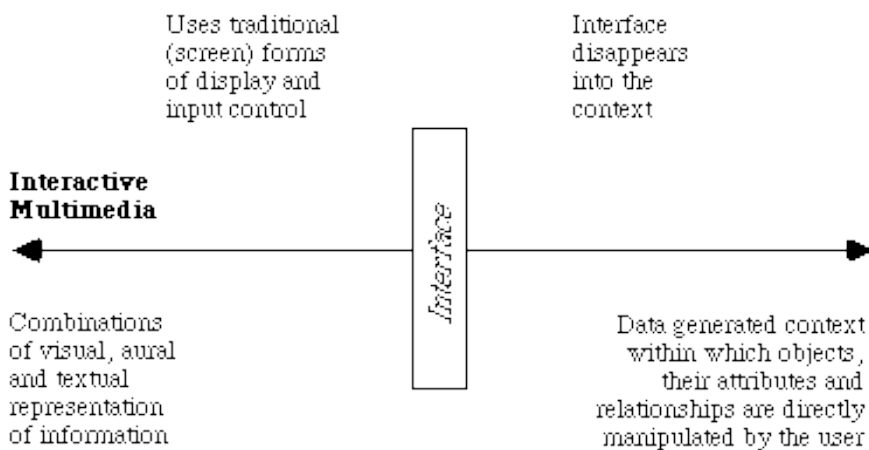 Uses traditional
(screen) forms
of display and
input control
Interface
disappears
into the
context
Interactive
Multimedia
Interface
Combinations
of visual, aural
and textual
representation
of information
Data generated context
within which objects,
their attributes and
relationships are directly
manipulated by the user